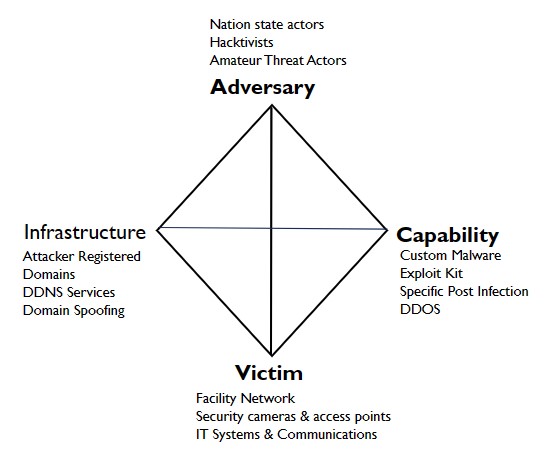 Nation state actors
Hacktivists
Amateur Threat Actors
Adversary
Infrastructure
Attacker Registered
Domains
DDNS Services
Domain Spoofing
Capability
Custom Malware
Exploit Kit
Specific Post Infection
DDOS
Victim
Facility Network
Security cameras & access points
IT Systems & Communications